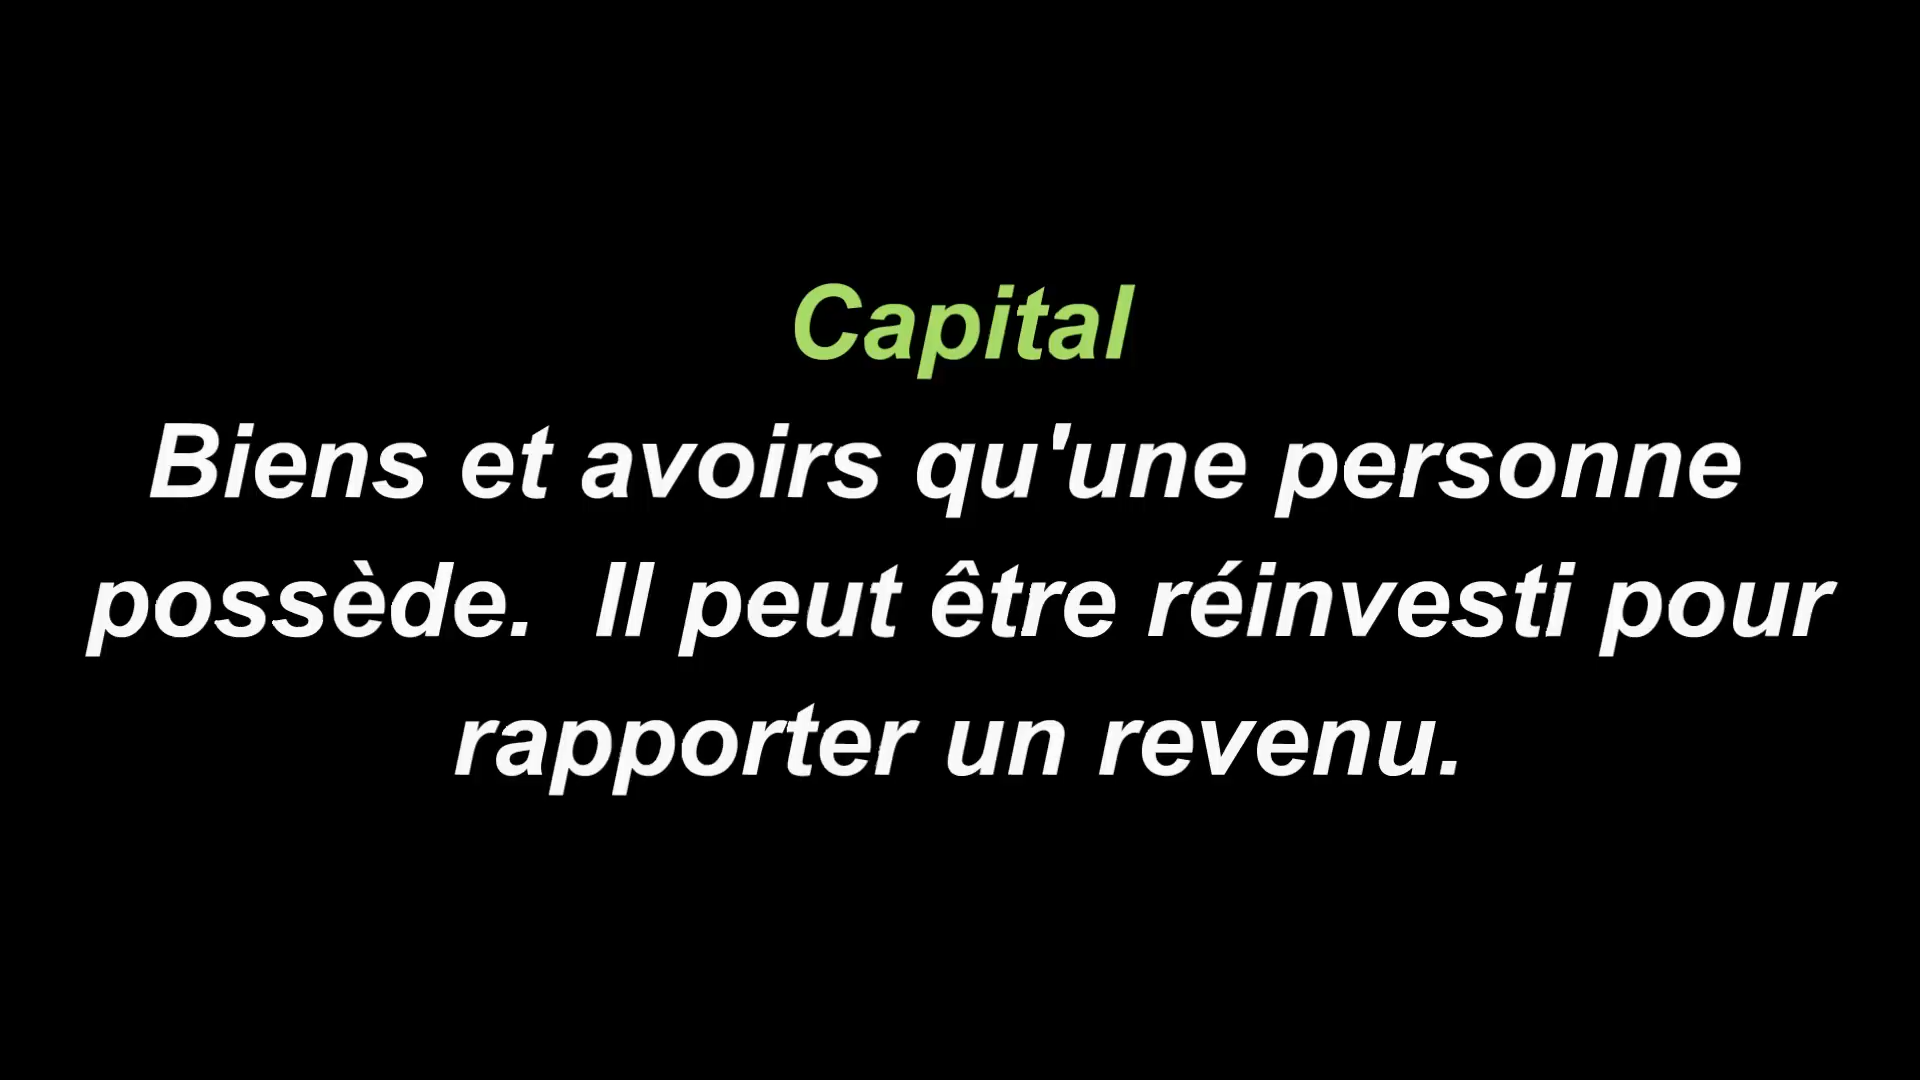 Capital
Biens et avoirs qu'une personne
possède.  Il peut être réinvesti pour
rapporter un revenu.